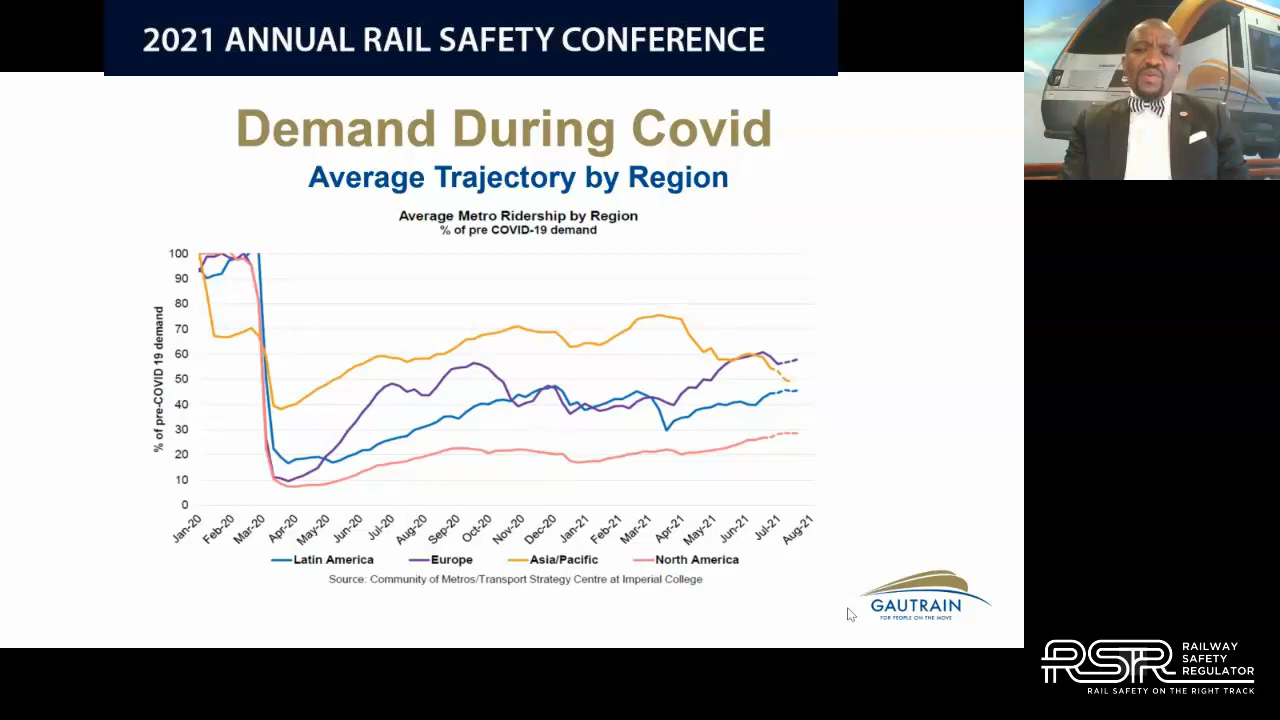 2021 ANNUAL RAIL SAFETY CONFERENCE
Demand During Covid
Average Trajectory by Region
Average Metro Ridership by Region
% of pre COVID-19 demand
% of pre-COVID 19 demand
100
90
80
70
60
50
40
30
20
10
0
Jan-20 Feb-20 Mar-20 Apr-20 May-20 Jun-20 Jul-20 Aug-20 Sep-20 Oct-20 Nov-20 Dec-20 Jan-21 Feb-21 Mar-21 Apr-21 May-21 Jun-21 Jul-21 Aug-21
Latin America Europe Asia/Pacific North America
Source: Community of Metros/Transport Strategy Centre at Imperial College
GAUTRAIN
FOR PEOPLE ON THE MOVE
RSR
RAILWAY
SAFETY
REGULATOR
RAIL SAFETY ON THE RIGHT TRACK